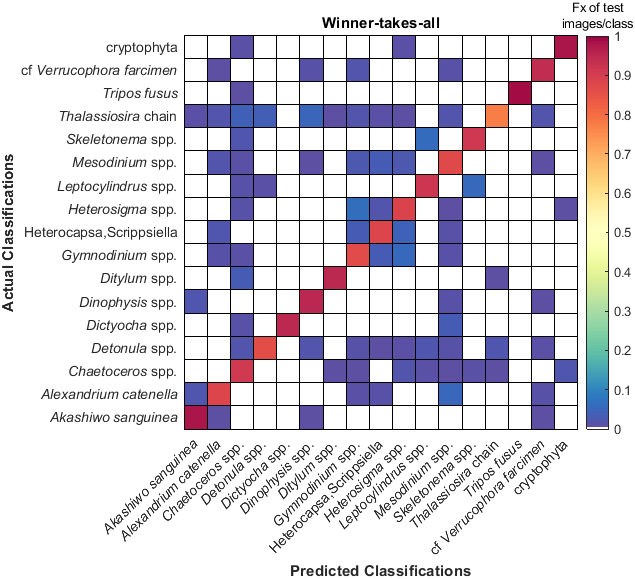 Winner-takes-all
Fx of test
images/class
cryptophyta
cf Verrucophora farcimen
Tripos fusus
Thalassiosira chain
Skeletonema spp.
Mesodinium spp.
Leptocylindrus spp.
Heterosigma spp.
Heterocapsa,Scrippsiella
Gymnodinium spp.
Ditylum spp.
Dinophysis spp.
Dictyocha spp.
Detonula spp.
Chaetoceros spp.
Alexandrium catenella
Akashiwo sanguinea
Actual Classifications
1
0.9
0.8
0.7
0.6
0.5
0.4
0.3
0.2
0.1
0
Akashiwo sanguinea
Alexandrium catenella
Chaetoceros spp.
Detonula spp.
Dictyocha spp.
Dinophysis spp.
Ditylum spp.
Gymnodinium spp.
Heterocapsa,Scrippsiella
Heterosigma spp.
Leptocylindrus spp.
Mesodinium spp.
Skeletonema spp.
Thalassiosira chain
Tripos fusus
cf Verrucophora farcimen
cryptophyta
Predicted Classifications